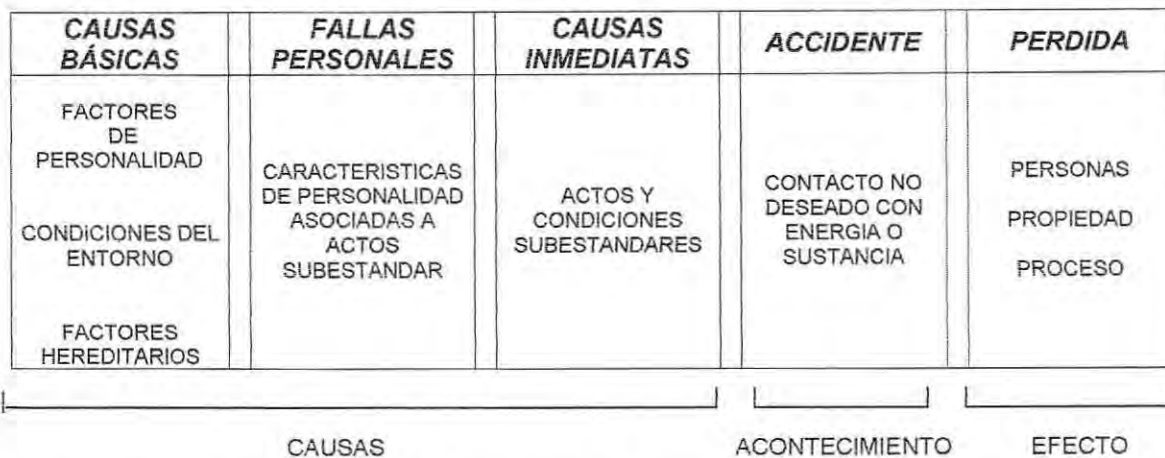 CAUSAS
BÁSICAS
FALLAS
PERSONALES
CAUSAS
INMEDIATAS
ACCIDENTE
PERDIDA
FACTORES
DE
PERSONALIDAD
CONDICIONES DEL
ENTORNO
FACTORES
HEREDITARIOS
CARACTERISTICAS
DE PERSONALIDAD
ASOCIADAS A
ACTOS
SUBESTANDAR
ACTOS Y
CONDICIONES
SUBESTANDARES
CONTACTO NO
DESEADO CON
ENERGIA O
SUSTANCIA
PERSONAS
PROPIEDAD
PROCESO
CAUSAS
ACONTECIMIENTO
EFECTO